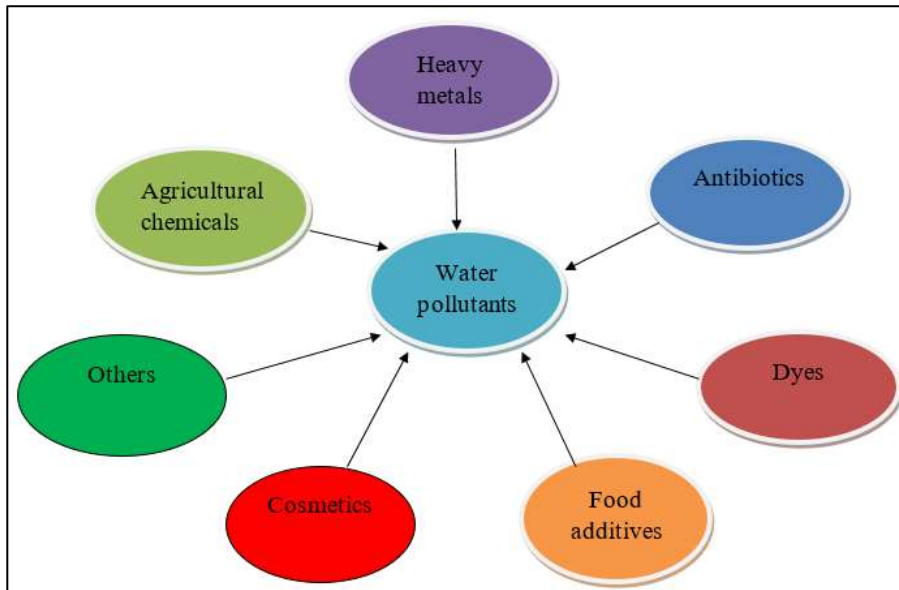 Heavy
metals
Antibiotics
Agricultural
chemicals
Water
pollutants
Others
Dyes
Cosmetics
Food
additives